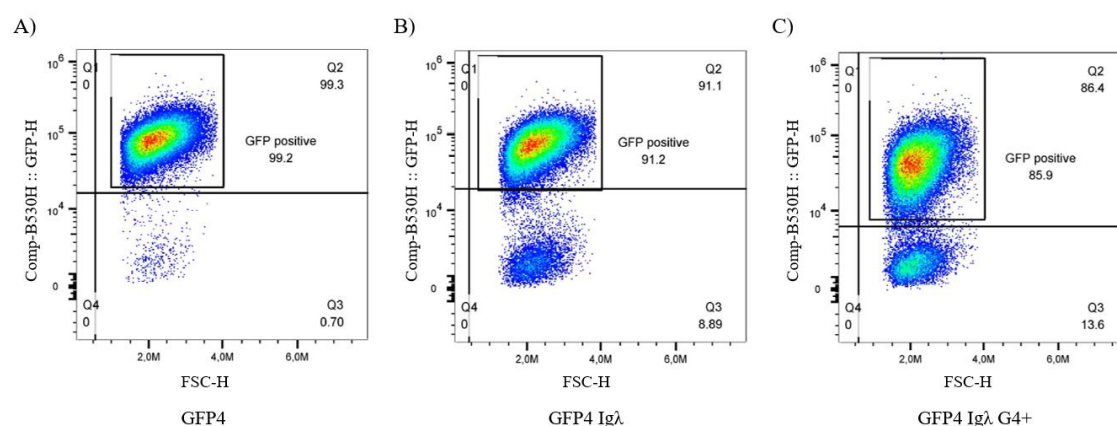 A)
Comp-B530H :: GFP-H
10^6
10^5
10^4
0
Q1
0
Q2
99.3
GFP positive
99.2
Q4
0
Q3
0.70
2,0M 4,0M 6,0M
FSC-H
GFP4
B)
Comp-B530H :: GFP-H
10^6
10^5
10^4
0
Q1
0
Q2
91.1
GFP positive
91.2
Q4
0
Q3
8.89
2,0M 4,0M 6,0M
FSC-H
GFP4 Igλ
C)
Comp-B530H :: GFP-H
10^6
10^5
10^4
0
0
Q2
86.4
GFP positive
85.9
Q4
0
Q3
13.6
2,0M 4,0M 6,0M
FSC-H
GFP4 Igλ G4+